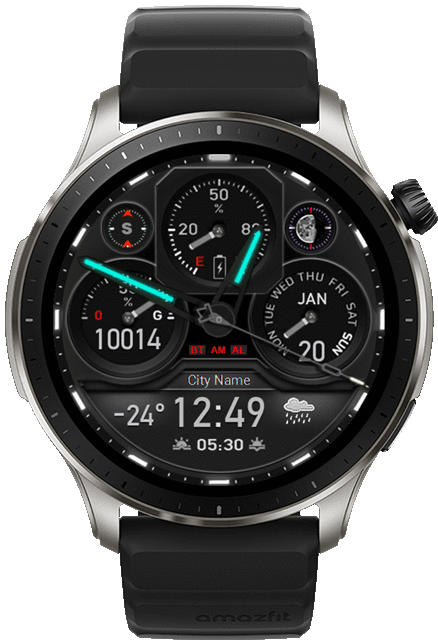 50
%
S
20 80
E
MON TUE WED THU FRI SAT SUN
50
JAN
%
0 G
10014
20
BT AM AL
City Name
-24° 12:49
05:30
amazfit